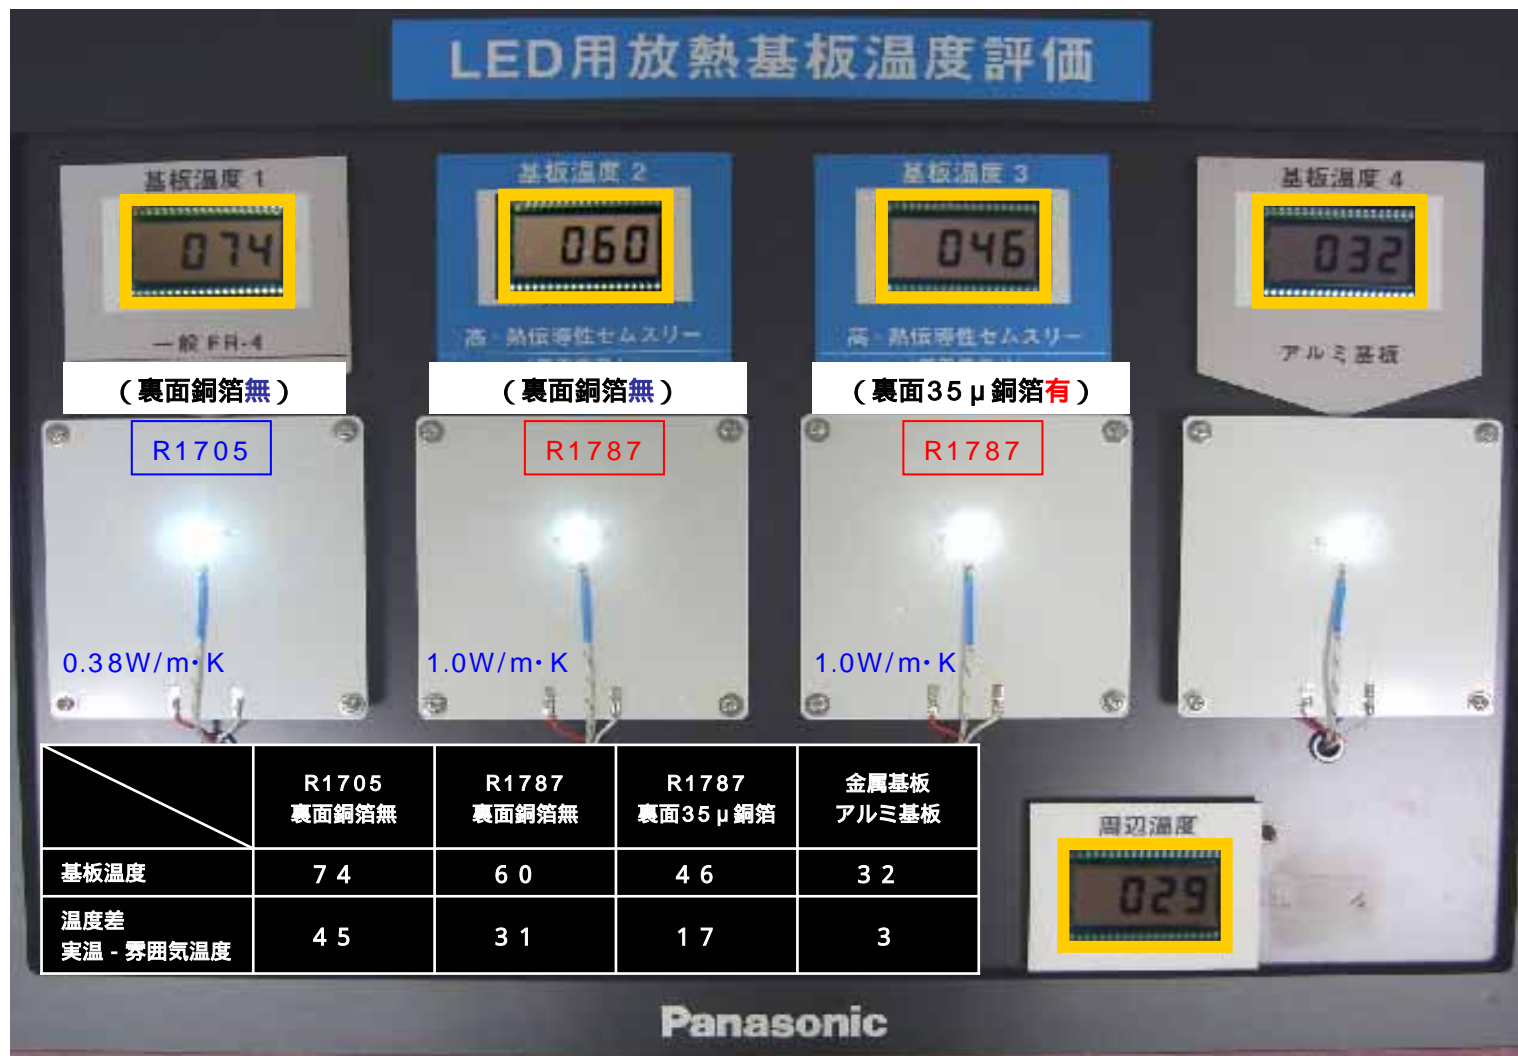 LED用放熱基板温度評価
基板温度 1
074
一般 FR-4
(裏面銅箔無)
R1705
0.38W/m・K
基板温度 2
060
高・熱伝導性セムスリー
(裏面銅箔無)
R1787
1.0W/m・K
基板温度 3
046
高・熱伝導性セムスリー
(裏面35μ銅箔有)
R1787
1.0W/m・K
基板温度 4
032
アルミ基板
R1705 裏面銅箔無
R1787 裏面銅箔無
R1787 裏面35μ銅箔
金属基板 アルミ基板
基板温度 74 60 46 32
温度差 実温 - 雰囲気温度 45 31 17 3
周辺温度
029
Panasonic